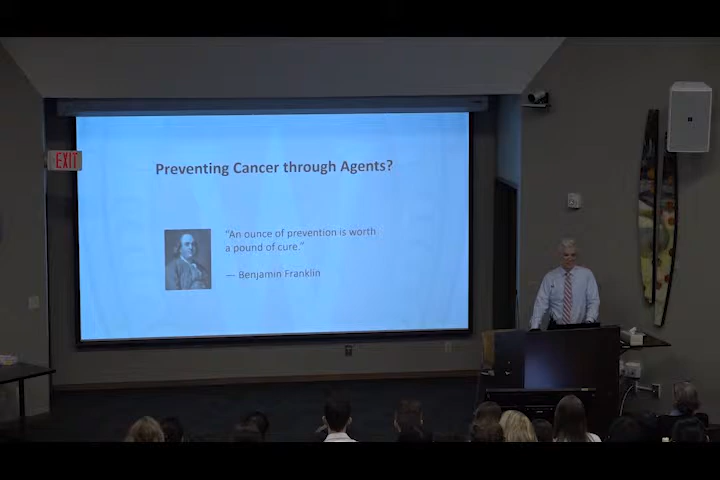 EXIT
Preventing Cancer through Agents?
“An ounce of prevention is worth
a pound of cure.”
— Benjamin Franklin